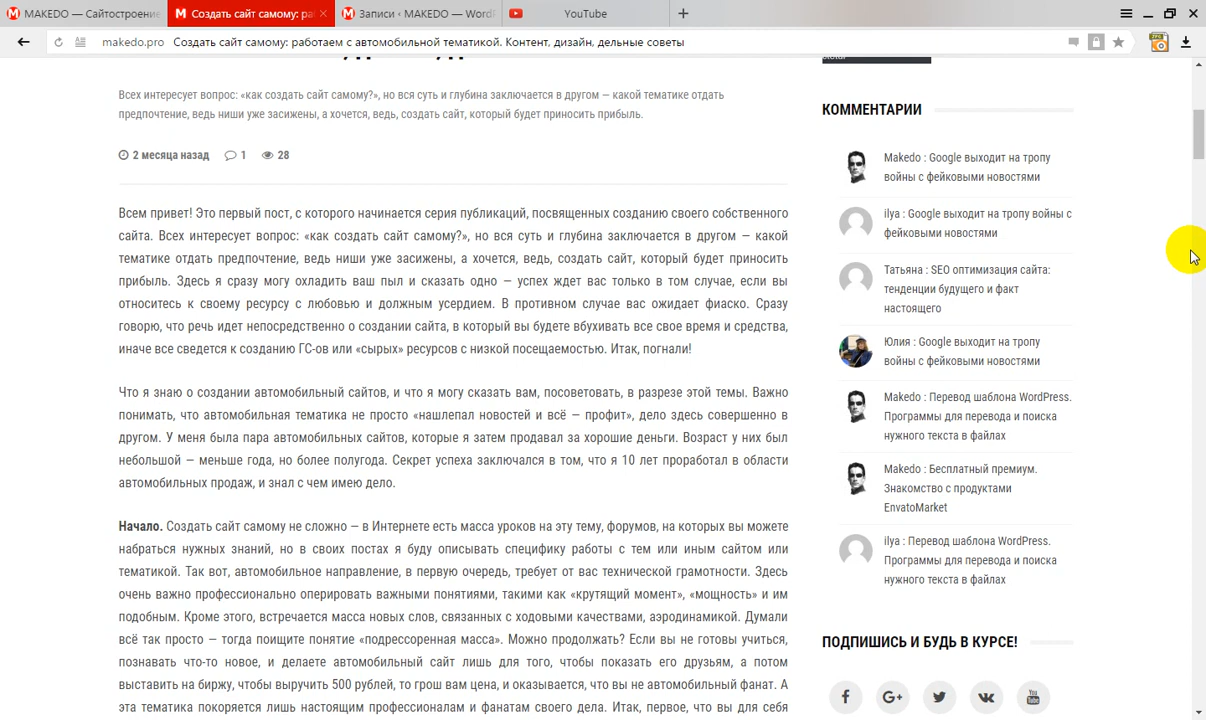 MAKEDO — Сайтостроение
Создать сайт самому: ра
Записи ‹ MAKEDO — Word
YouTube
makedo.pro Создать сайт самому: работаем с автомобильной тематикой. Контент, дизайн, дельные советы
Всех интересует вопрос: «как создать сайт самому?», но вся суть и глубина заключается в другом — какой тематике отдать
предпочтение, ведь ниши уже засижены, а хочется, ведь, создать сайт, который будет приносить прибыль.
2 месяца назад 1 28
Всем привет! Это первый пост, с которого начинается серия публикаций, посвященных созданию своего собственного
сайта. Всех интересует вопрос: «как создать сайт самому?», но вся суть и глубина заключается в другом — какой
тематике отдать предпочтение, ведь ниши уже засижены, а хочется, ведь, создать сайт, который будет приносить
прибыль. Здесь я сразу могу охладить ваш пыл и сказать одно — успех ждет вас только в том случае, если вы
относитесь к своему ресурсу с любовью и должным усердием. В противном случае вас ожидает фиаско. Сразу
говорю, что речь идет непосредственно о создании сайта, в который вы будете вбухивать все свое время и средства,
иначе все сведется к созданию ГС-ов или «сырых» ресурсов с низкой посещаемостью. Итак, погнали!
Что я знаю о создании автомобильный сайтов, и что я могу сказать вам, посоветовать, в разрезе этой темы. Важно
понимать, что автомобильная тематика не просто «нашлепал новостей и всё — профит», дело здесь совершенно в
другом. У меня была пара автомобильных сайтов, которые я затем продавал за хорошие деньги. Возраст у них был
небольшой — меньше года, но более полугода. Секрет успеха заключался в том, что я 10 лет проработал в области
автомобильных продаж, и знал с чем имею дело.
Начало. Создать сайт самому не сложно — в Интернете есть масса уроков на эту тему, форумов, на которых вы можете
набраться нужных знаний, но в своих постах я буду описывать специфику работы с тем или иным сайтом или
тематикой. Так вот, автомобильное направление, в первую очередь, требует от вас технической грамотности. Здесь
очень важно профессионально оперировать важными понятиями, такими как «крутящий момент», «мощность» и им
подобным. Кроме этого, встречается масса новых слов, связанных с ходовыми качествами, аэродинамикой. Думали
всё так просто — тогда поищите понятие «подрессоренная масса». Можно продолжать? Если вы не готовы учиться,
познавать что-то новое, и делаете автомобильный сайт лишь для того, чтобы показать его друзьям, а потом
выставить на биржу, чтобы выручить 500 рублей, то грош вам цена, и оказывается, что вы не автомобильный фанат. А
эта тематика покоряется лишь настоящим профессионалам и фанатам своего дела. Итак, первое, что вы для себя
КОММЕНТАРИИ
Makedo : Google выходит на тропу
войны с фейковыми новостями
ilya : Google выходит на тропу войны с
фейковыми новостями
Татьяна : SEO оптимизация сайта:
тенденции будущего и факт
настоящего
Юлия : Google выходит на тропу
войны с фейковыми новостями
Makedo : Перевод шаблона WordPress.
Программы для перевода и поиска
нужного текста в файлах
Makedo : Бесплатный премиум.
Знакомство с продуктами
EnvatoMarket
ilya : Перевод шаблона WordPress.
Программы для перевода и поиска
нужного текста в файлах
ПОДПИШИСЬ И БУДЬ В КУРСЕ!